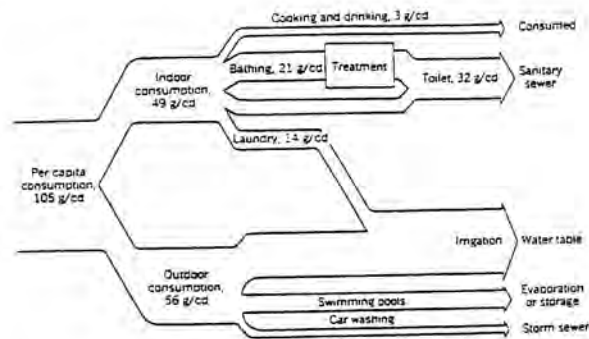 Cooking and drinking, 3 g/cd
Consumed
Indoor
consumption,
49 g/cd
Bathing, 21 g/cd
Treatment
Toilet, 32 g/cd
Sanitary
sewer
Laundry, 14 g/cd
Per capita
consumption,
105 g/cd
Irrigation
Water table
Outdoor
consumption,
56 g/cd
Swimming pools
Evaporation
or storage
Car washing
Storm sewer